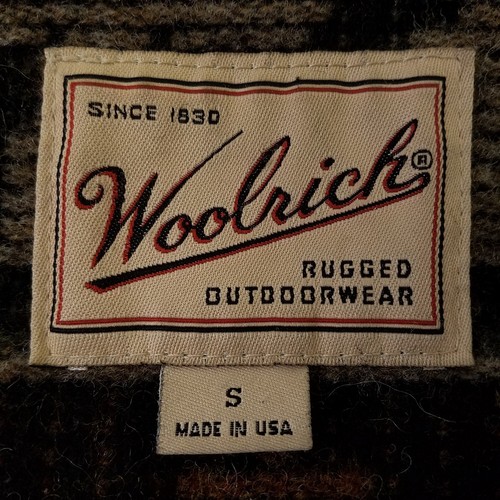 SINCE 1830
Woolrich®
RUGGED
OUTDOORWEAR
S
MADE IN USA